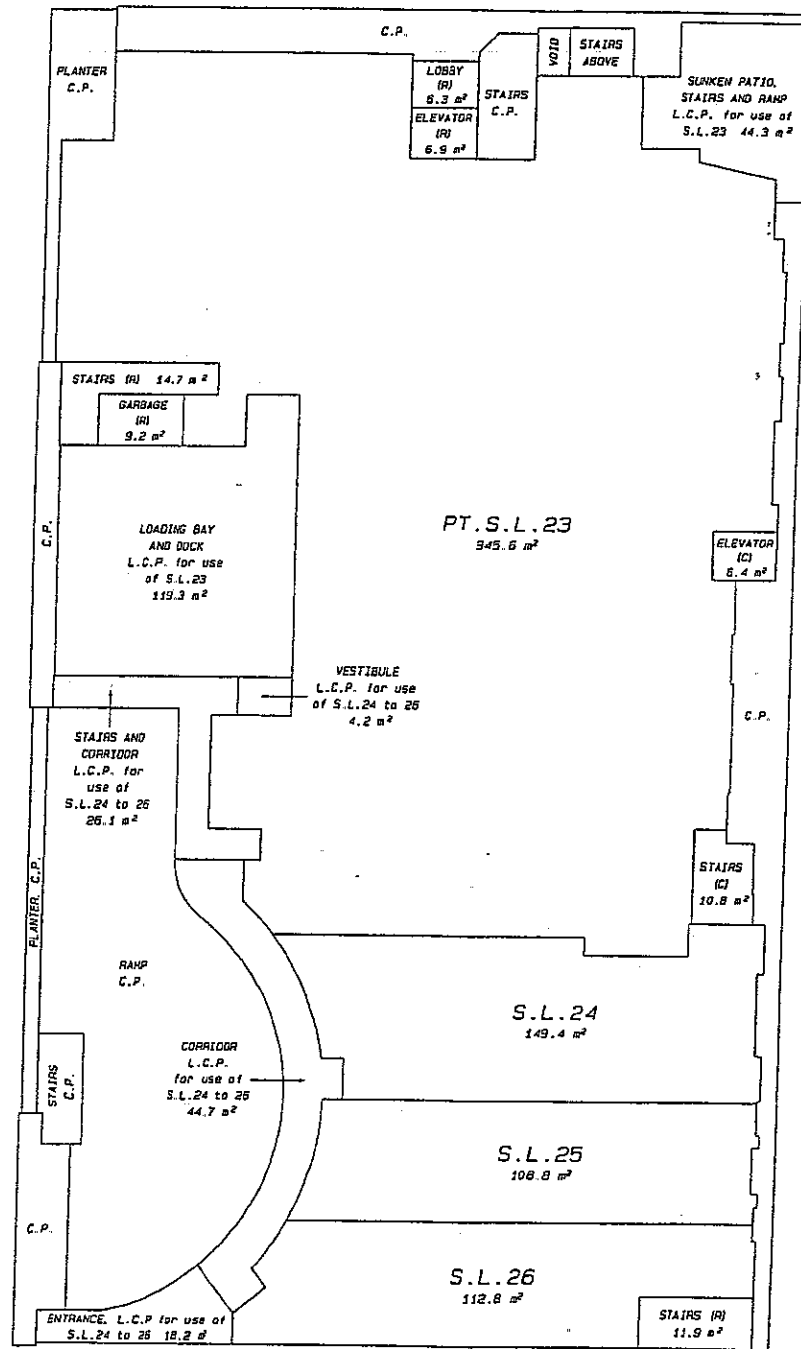 C.P.
PLANTER
C.P.
LOBBY
(R)
6.3 m²
ELEVATOR
(R)
6.9 m²
STAIRS
C.P.
VOID
STAIRS
ABOVE
SUNKEN PATIO,
STAIRS AND RAMP
L.C.P. for use of
S.L.23 44.3 m²
STAIRS (R) 14.7 m²
GARBAGE
(R)
9.2 m²
C.P.
LOADING BAY
AND DOCK
L.C.P. for use
of S.L.23
119.3 m²
PT.S.L.23
945.6 m²
ELEVATOR
(C)
6.4 m²
VESTIBULE
L.C.P. for use
of S.L.24 to 26
4.2 m²
C.P.
STAIRS AND
CORRIDOR
L.C.P. for
use of
S.L.24 to 26
26.1 m²
PLANTER C.P.
STAIRS
(C)
10.8 m²
RAMP
C.P.
S.L.24
149.4 m²
CORRIDOR
L.C.P.
for use of
S.L.24 to 26
44.7 m²
STAIRS
C.P.
S.L.25
108.8 m²
C.P.
S.L.26
112.8 m²
ENTRANCE, L.C.P for use of
S.L.24 to 26 18.2 m²
STAIRS (R)
11.9 m²